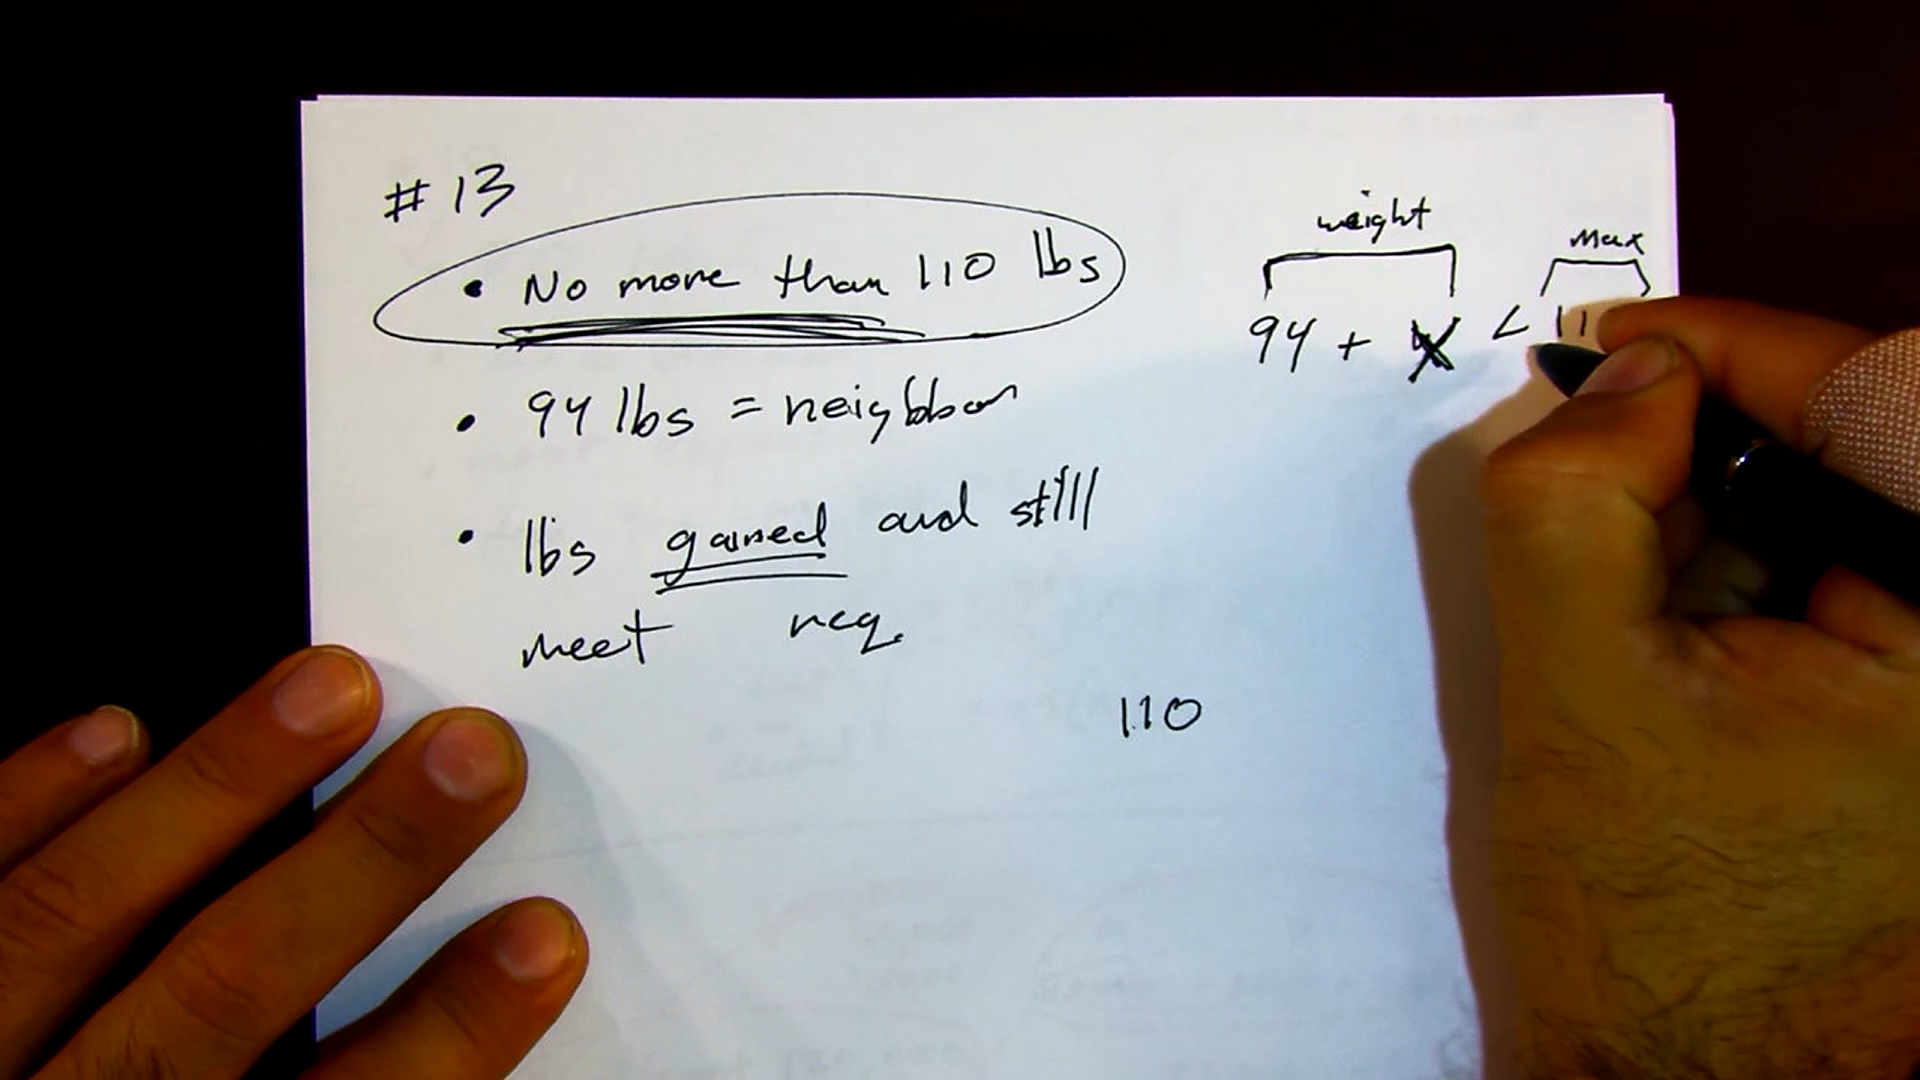 #13
• No more than 110 lbs
• 94 lbs = neighbor
• lbs gained and still
meet req.
110
weight
max
94 + X < 11